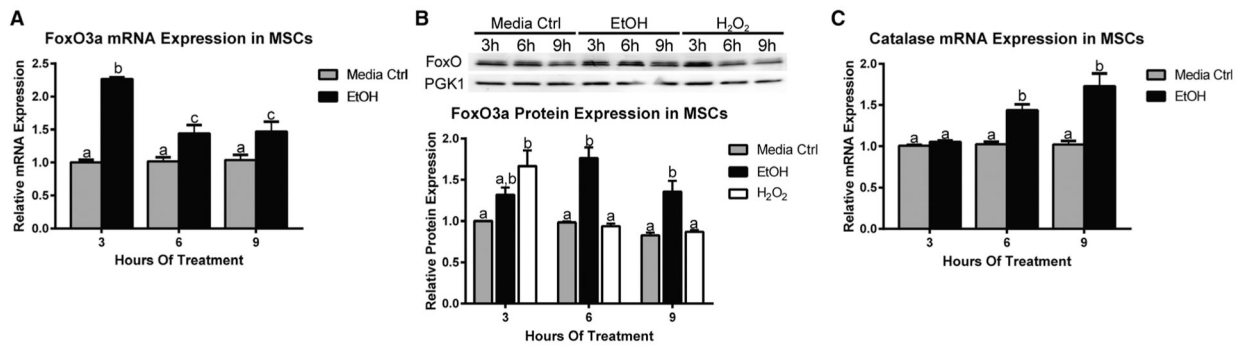 A
FoxO3a mRNA Expression in MSCs
Relative mRNA Expression
2.5
2.0
1.5
1.0
0.5
0.0
a
b
a
c
a
c
3
6
9
Hours Of Treatment
Media Ctrl
EtOH
B
Media Ctrl
EtOH
H2O2
3h 6h 9h 3h 6h 9h 3h 6h 9h
FoxO
PGK1
FoxO3a Protein Expression in MSCs
Relative Protein Expression
2.0
1.5
1.0
0.5
0.0
a
a,b
b
a
b
a
a
b
a
3
6
9
Hours Of Treatment
Media Ctrl
EtOH
H2O2
C
Catalase mRNA Expression in MSCs
Relative mRNA Expression
2.0
1.5
1.0
0.5
0.0
a
a
a
b
a
b
3
6
9
Hours Of Treatment
Media Ctrl
EtOH